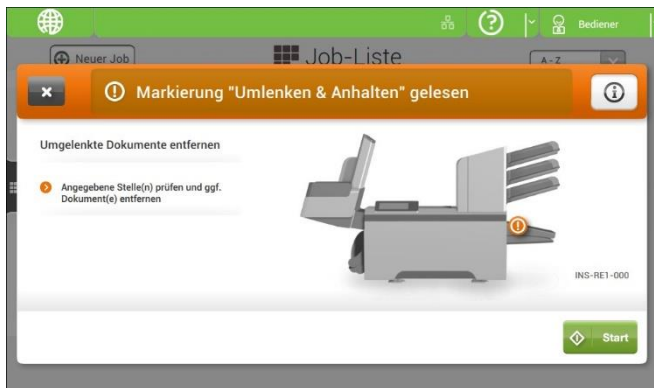 Bediener
Neuer Job
Job-Liste
A - Z
Markierung "Umlenken & Anhalten" gelesen
Umgelenkte Dokumente entfernen
Angegebene Stelle(n) prüfen und ggf.
Dokument(e) entfernen
INS-RE1-000
Start